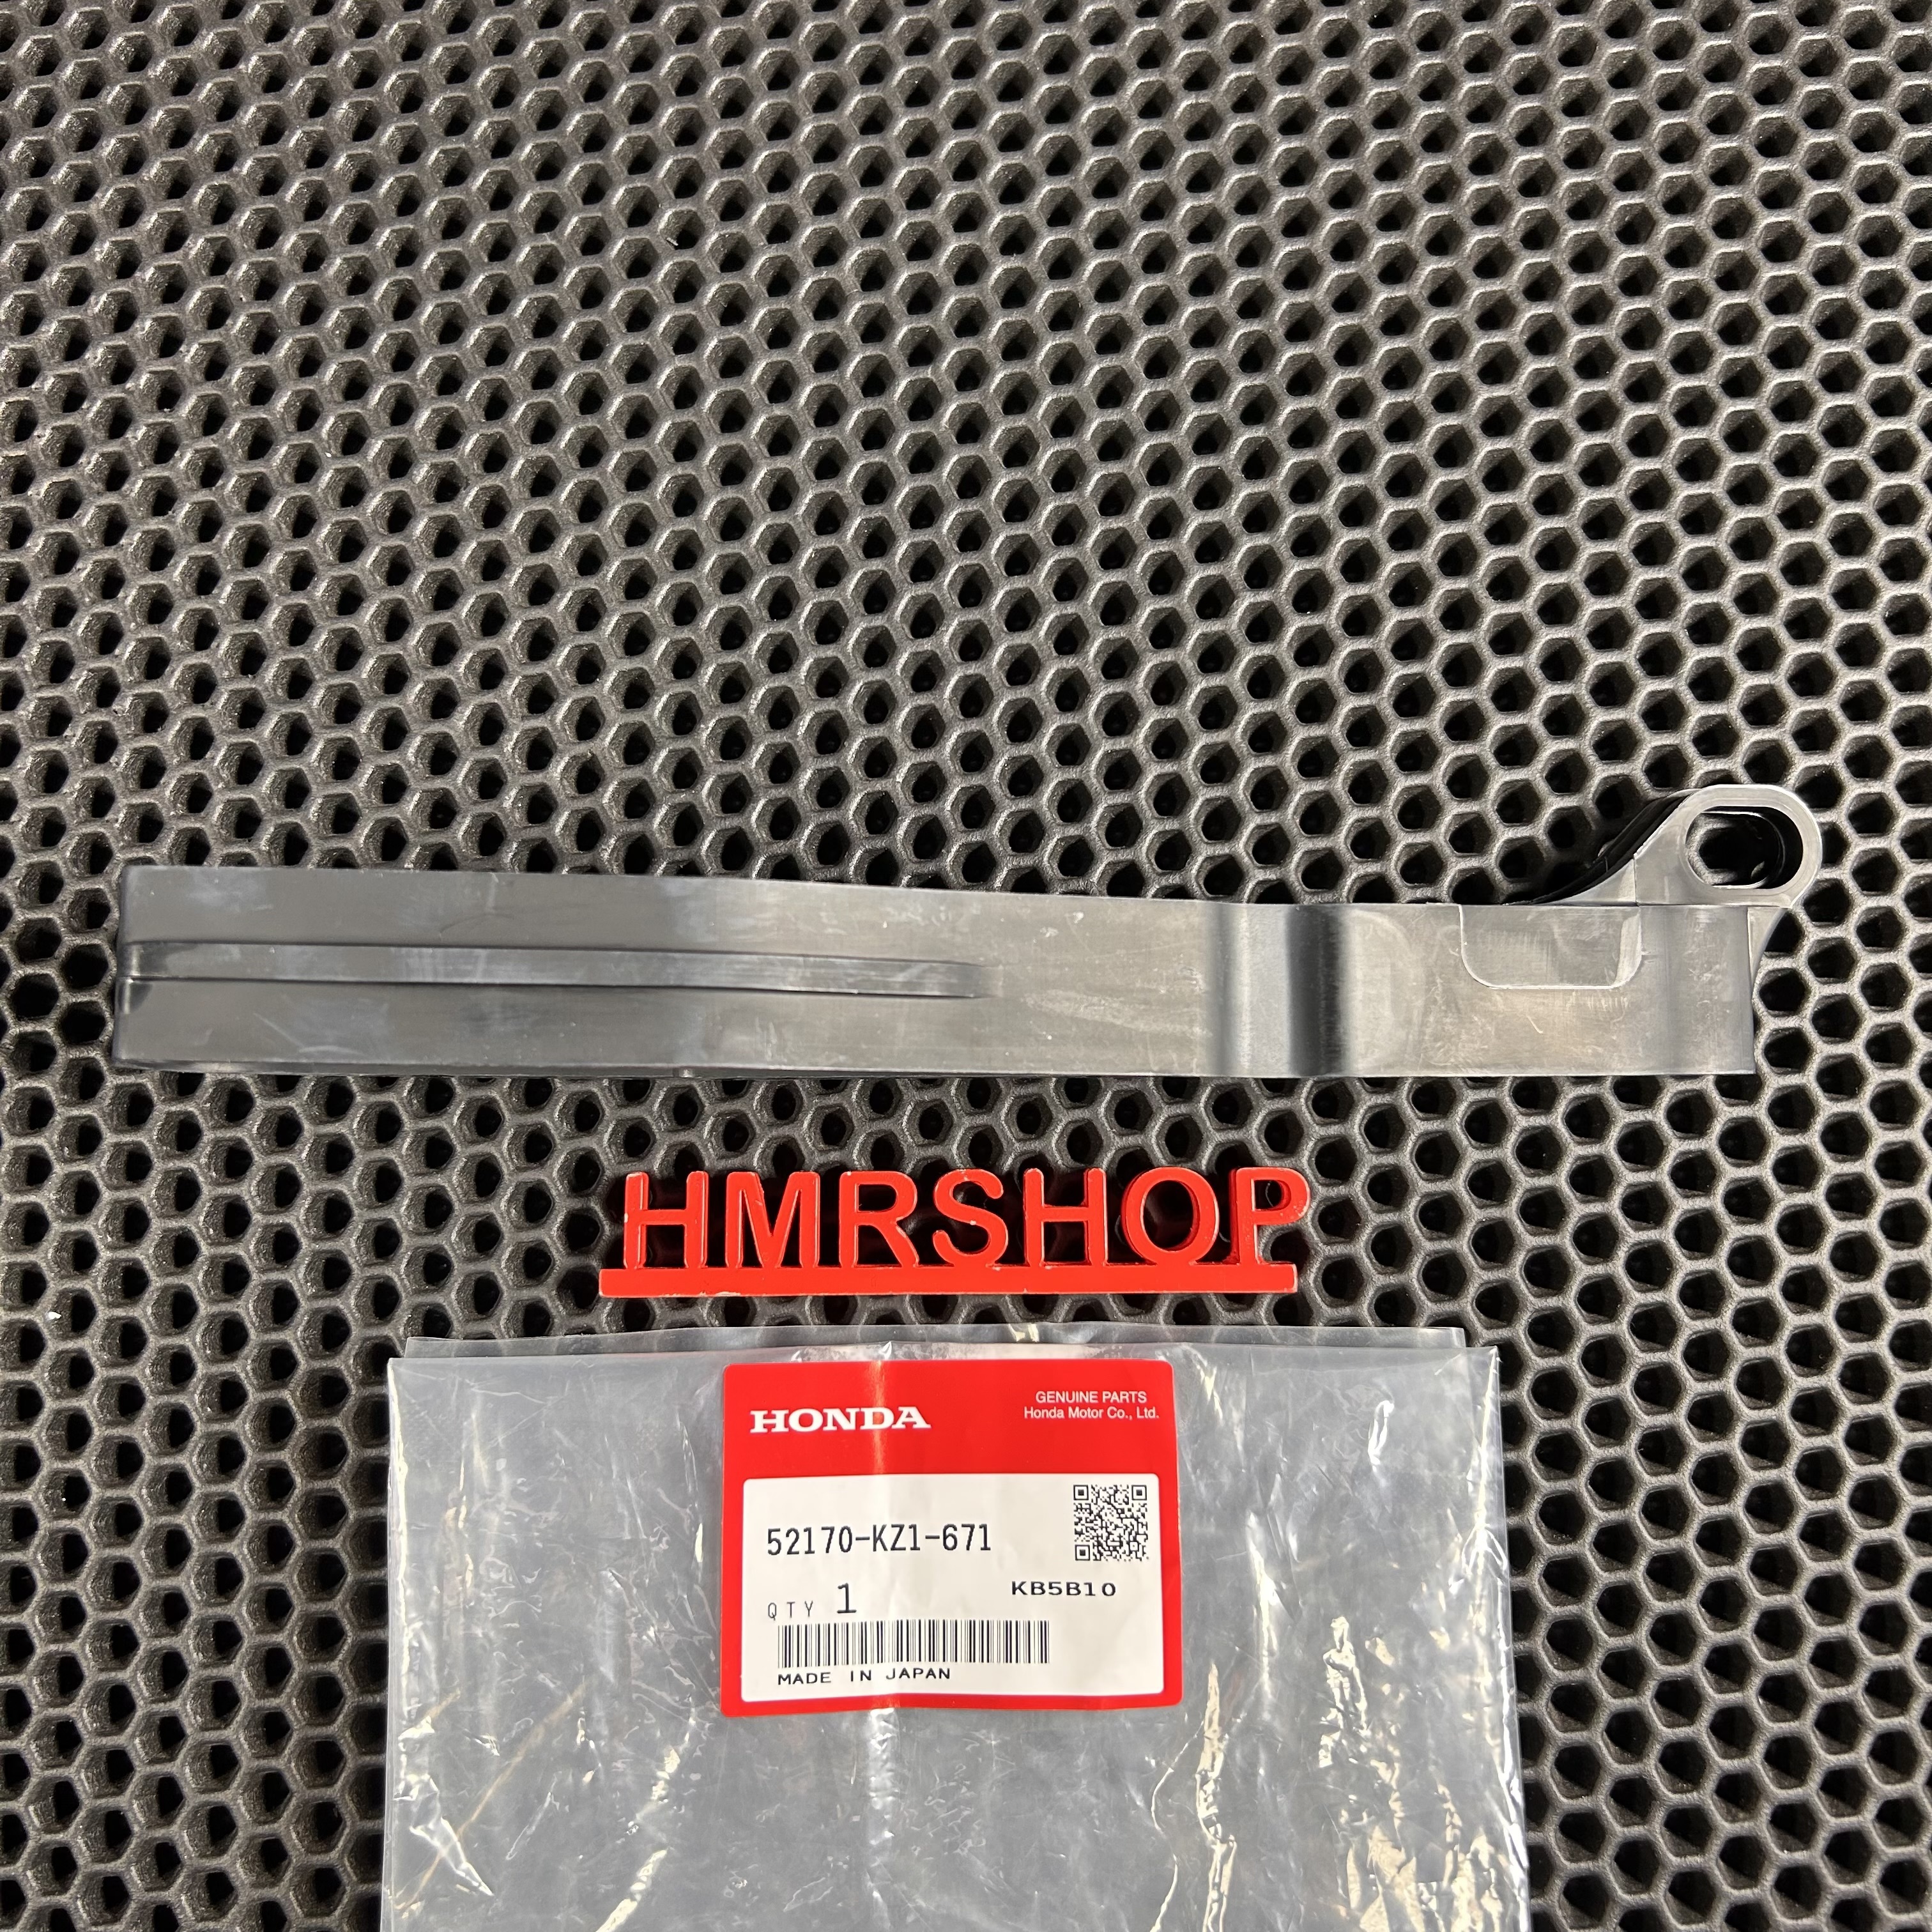 HMRSHOP
HONDA
GENUINE PARTS
Honda Motor Co., Ltd.
52170-KZ1-671
QTY 1
KB5B10
MADE IN JAPAN